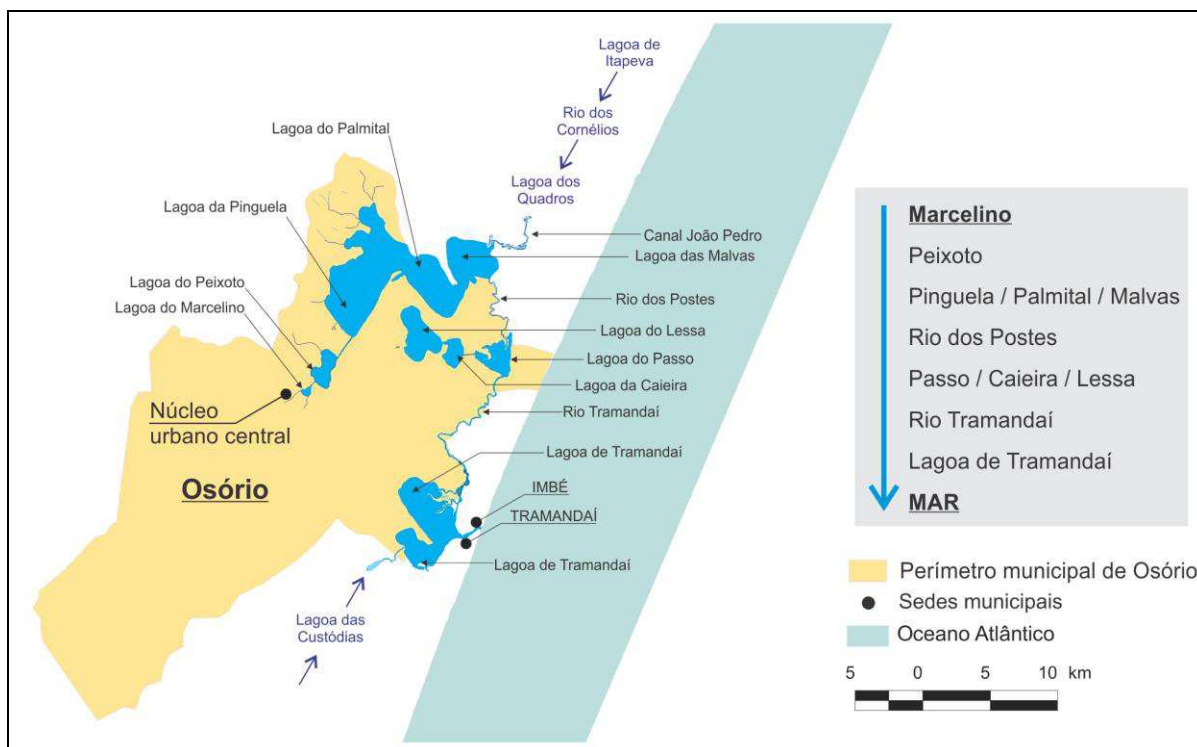 Lagoa de
Itapeva
Rio dos
Cornélios
Lagoa dos
Quadros
Lagoa do Palmital
Lagoa da Pinguela
Lagoa do Peixoto
Lagoa do Marcelino
Núcleo
urbano central
Osório
Canal João Pedro
Lagoa das Malvas
Rio dos Postes
Lagoa do Lessa
Lagoa do Passo
Lagoa da Caieira
Rio Tramandaí
Lagoa de Tramandaí
IMBÉ
TRAMANDAÍ
Lagoa de Tramandaí
Lagoa das
Custódias
Marcelino
Peixoto
Pinguela / Palmital / Malvas
Rio dos Postes
Passo / Caieira / Lessa
Rio Tramandaí
Lagoa de Tramandaí
MAR
Perímetro municipal de Osório
Sedes municipais
Oceano Atlântico
5 0 5 10 km